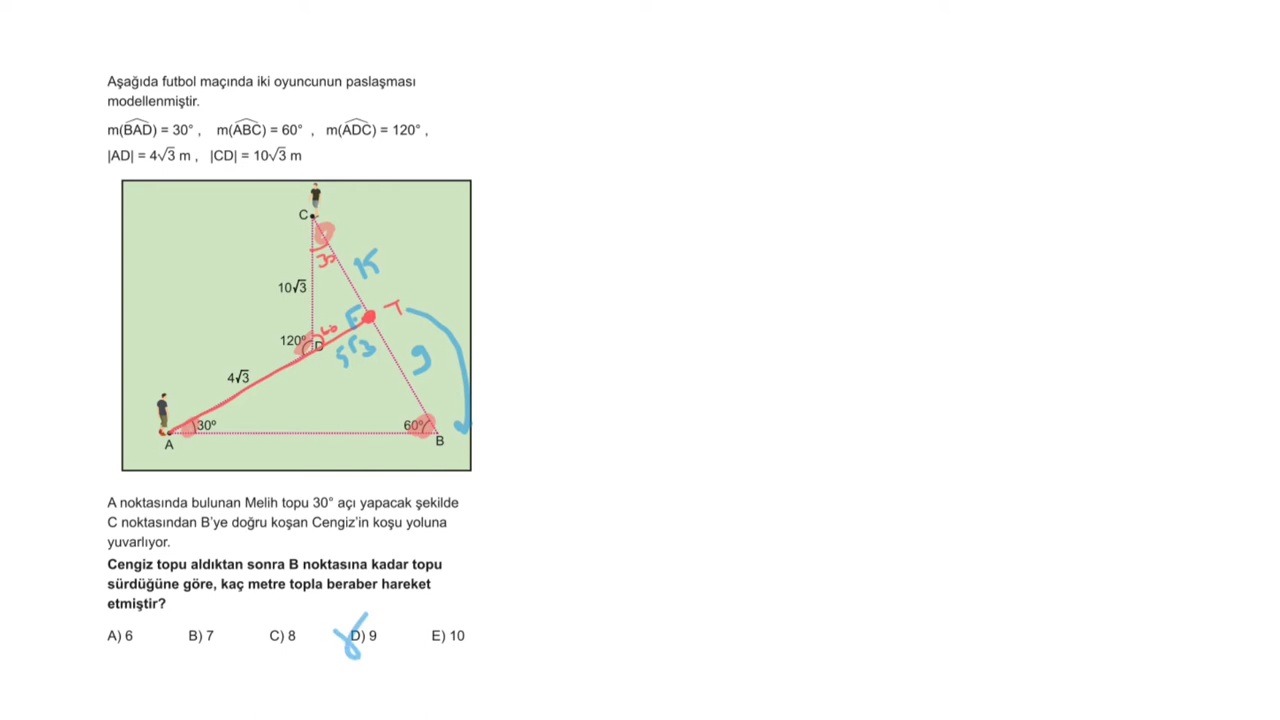 Aşağıda futbol maçında iki oyuncunun paslaşması
modellenmiştir.
m(BAD) = 30° , m(ABC) = 60° , m(ADC) = 120° ,
|AD| = 4√3 m , |CD| = 10√3 m
C
30
K
10√3
T
E
120°
60
D
5√3
9
4√3
30°
60°
A
B
A noktasında bulunan Melih topu 30° açı yapacak şekilde
C noktasından B'ye doğru koşan Cengiz'in koşu yoluna
yuvarlıyor.
Cengiz topu aldıktan sonra B noktasına kadar topu
sürdüğüne göre, kaç metre topla beraber hareket
etmiştir?
A) 6 B) 7 C) 8 D) 9 E) 10